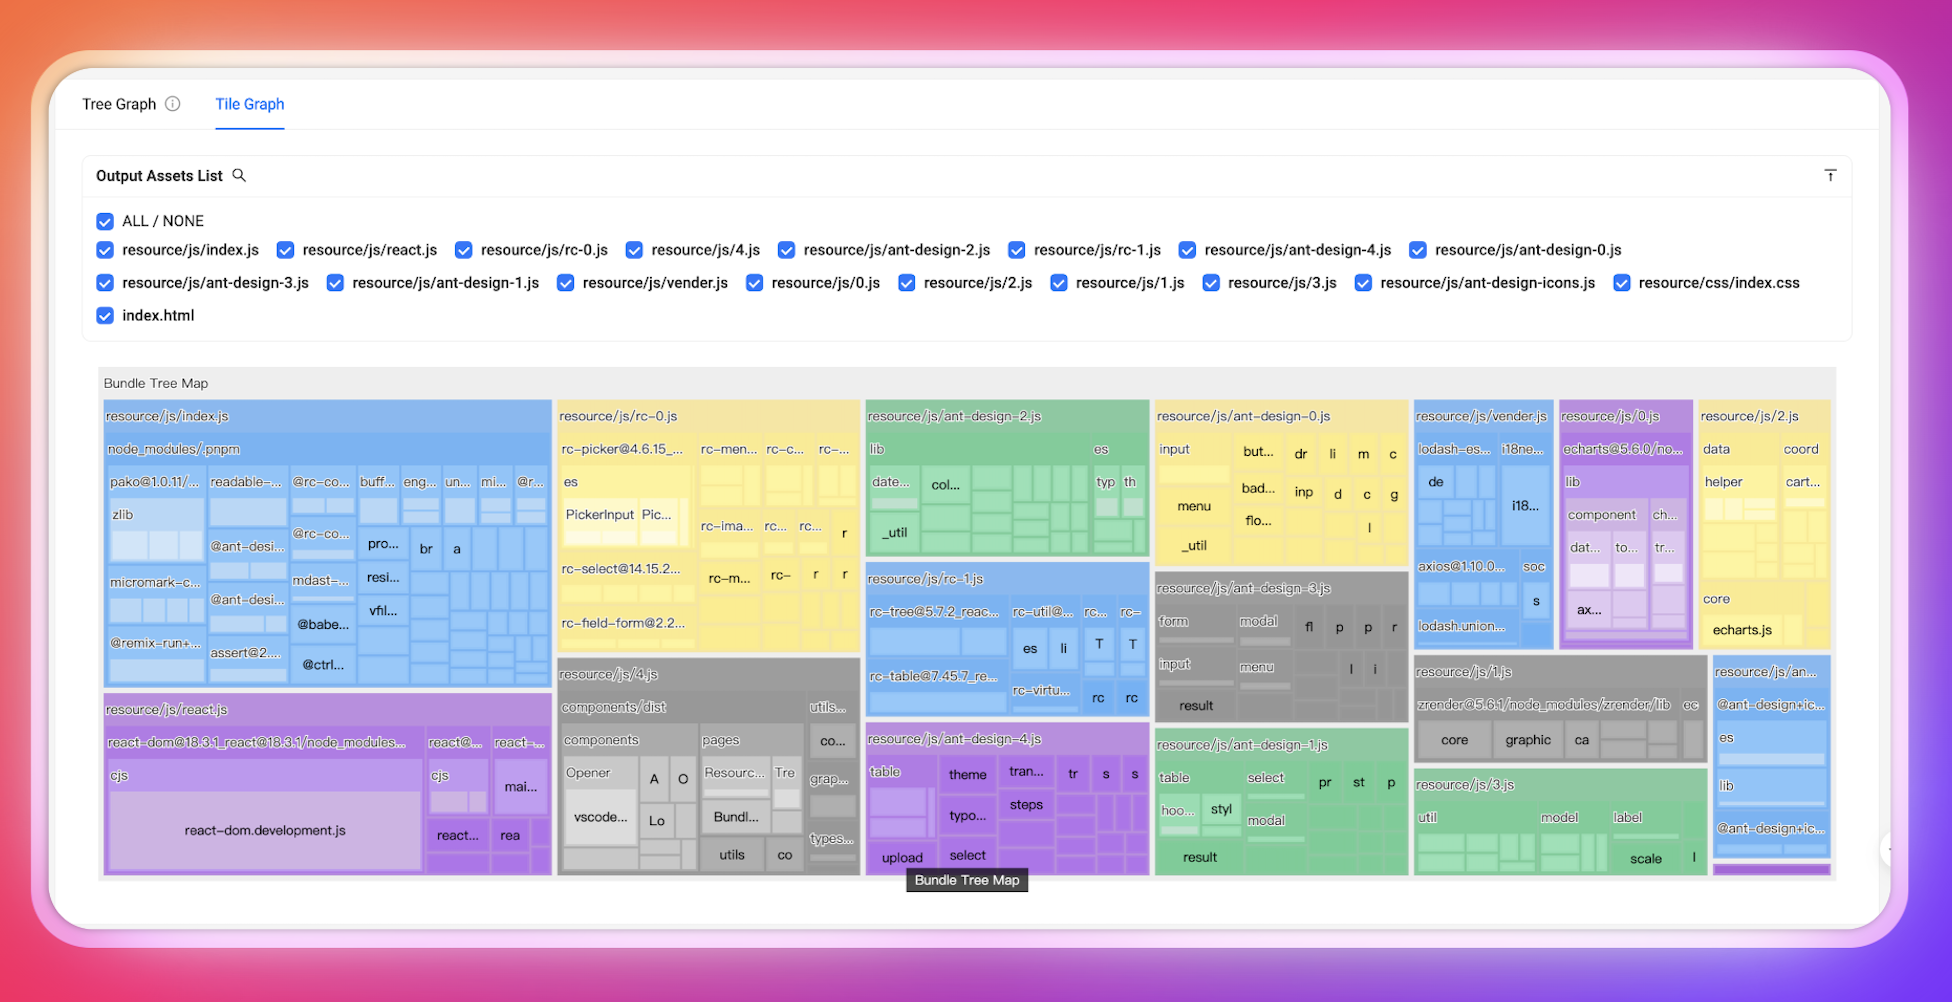 Tree Graph Tile Graph
Output Assets List
ALL / NONE
resource/js/index.js resource/js/react.js resource/js/rc-0.js resource/js/4.js resource/js/ant-design-2.js resource/js/rc-1.js resource/js/ant-design-4.js resource/js/ant-design-0.js
resource/js/ant-design-3.js resource/js/ant-design-1.js resource/js/vender.js resource/js/0.js resource/js/2.js resource/js/1.js resource/js/3.js resource/js/ant-design-icons.js resource/css/index.css
index.html
Bundle Tree Map
resource/js/index.js
node_modules/.pnpm
pako@1.0.11/... readable-... @rc-co... buff... eng... un... mi... @r...
zlib
@rc-co...
@ant-desi... pro... br a
micromark-c... mdast-... resi...
@ant-desi... vfil...
@babe...
@remix-run+... assert@2....
@ctrl...
resource/js/react.js
react-dom@18.3.1_react@18.3.1/node_modules... react@... react-...
cjs cjs mai...
react-dom.development.js react... rea
resource/js/rc-0.js
rc-picker@4.6.15_... rc-men... rc-c... rc-...
es
PickerInput Pic...
rc-ima... rc... rc... r
rc-select@14.15.2... rc-m... rc- r r
rc-field-form@2.2...
resource/js/4.js
components/dist utils...
components pages co...
Opener A O Resourc... Tre grap...
vscode... Lo Bundl...
types...
utils co
resource/js/ant-design-2.js
lib es
date... col... typ th
_util
resource/js/rc-1.js
rc-tree@5.7.2_reac... rc-util@... rc... rc-
es li T T
rc-table@7.45.7_re... rc-virtu... rc rc
resource/js/ant-design-4.js
table theme tran... tr s s
typo... steps
upload select
Bundle Tree Map
resource/js/ant-design-0.js
input but... dr li m c
menu bad... inp d c g
flo... l
_util
resource/js/ant-design-3.js
form modal fl p p r
input menu l i
result
resource/js/ant-design-1.js
table select pr st p
hoo... styl modal
result
resource/js/vender.js
lodash-es... i18ne...
de i18...
axios@1.10.0... soc
s
lodash.union...
resource/js/0.js
echarts@5.6.0/no...
lib
component ch...
dat... to... tr...
ax...
resource/js/2.js
data coord
helper cart...
core
echarts.js
resource/js/1.js
zrender@5.6.1/node_modules/zrender/lib ec
core graphic ca
resource/js/3.js
util model label
scale l
resource/js/an...
@ant-design+ic...
es
lib
@ant-design+ic...